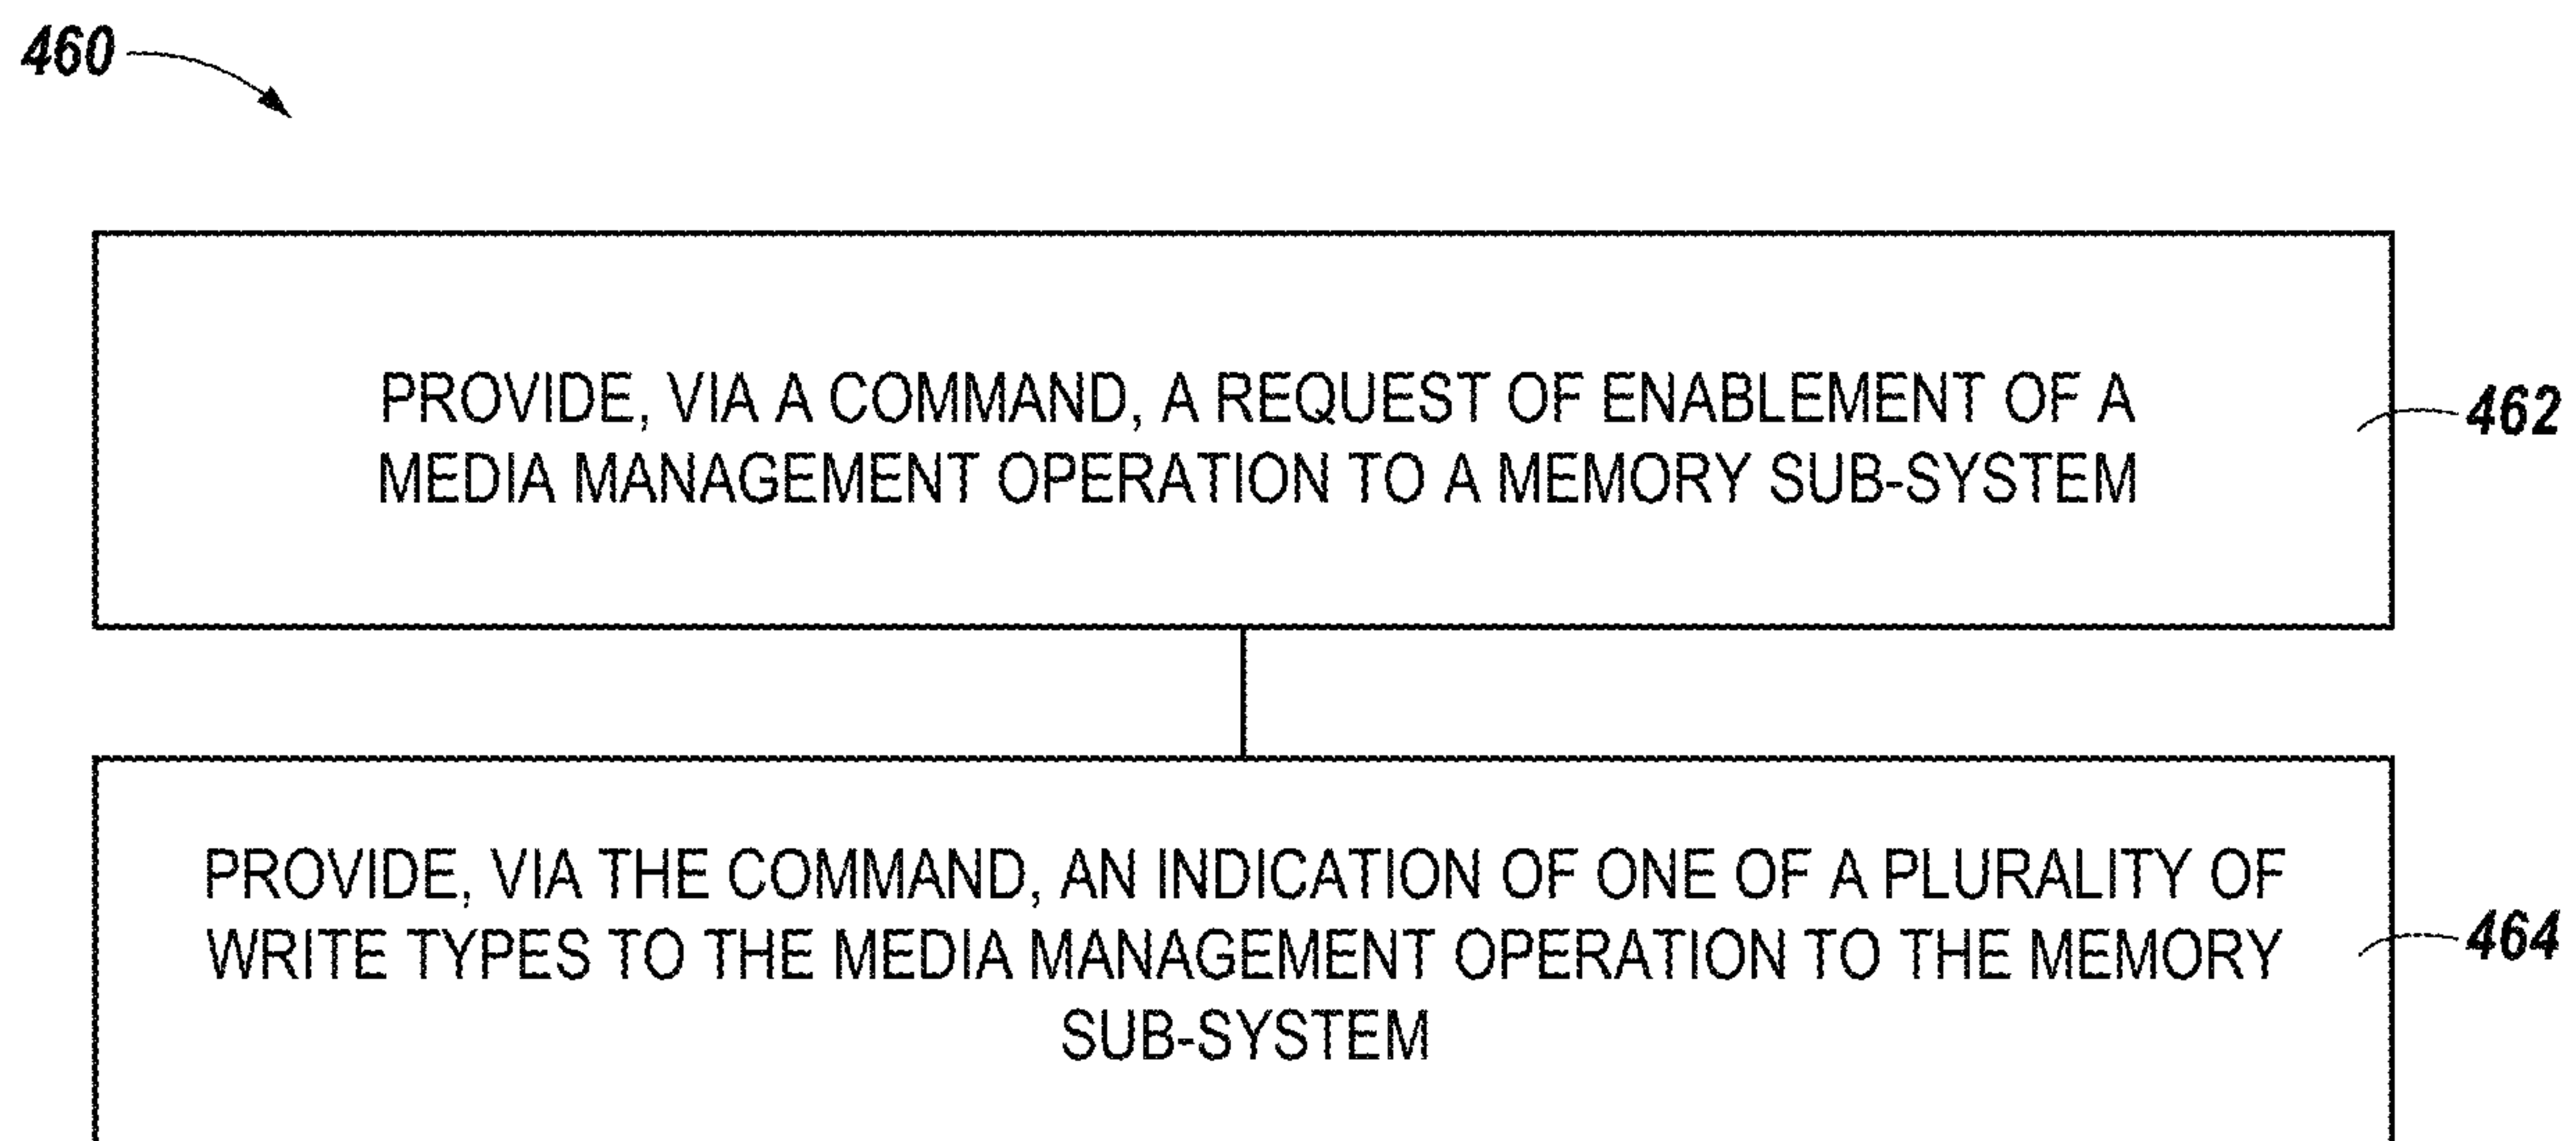 460
PROVIDE, VIA A COMMAND, A REQUEST OF ENABLEMENT OF A
MEDIA MANAGEMENT OPERATION TO A MEMORY SUB-SYSTEM
462
PROVIDE, VIA THE COMMAND, AN INDICATION OF ONE OF A PLURALITY OF
WRITE TYPES TO THE MEDIA MANAGEMENT OPERATION TO THE MEMORY
SUB-SYSTEM
464